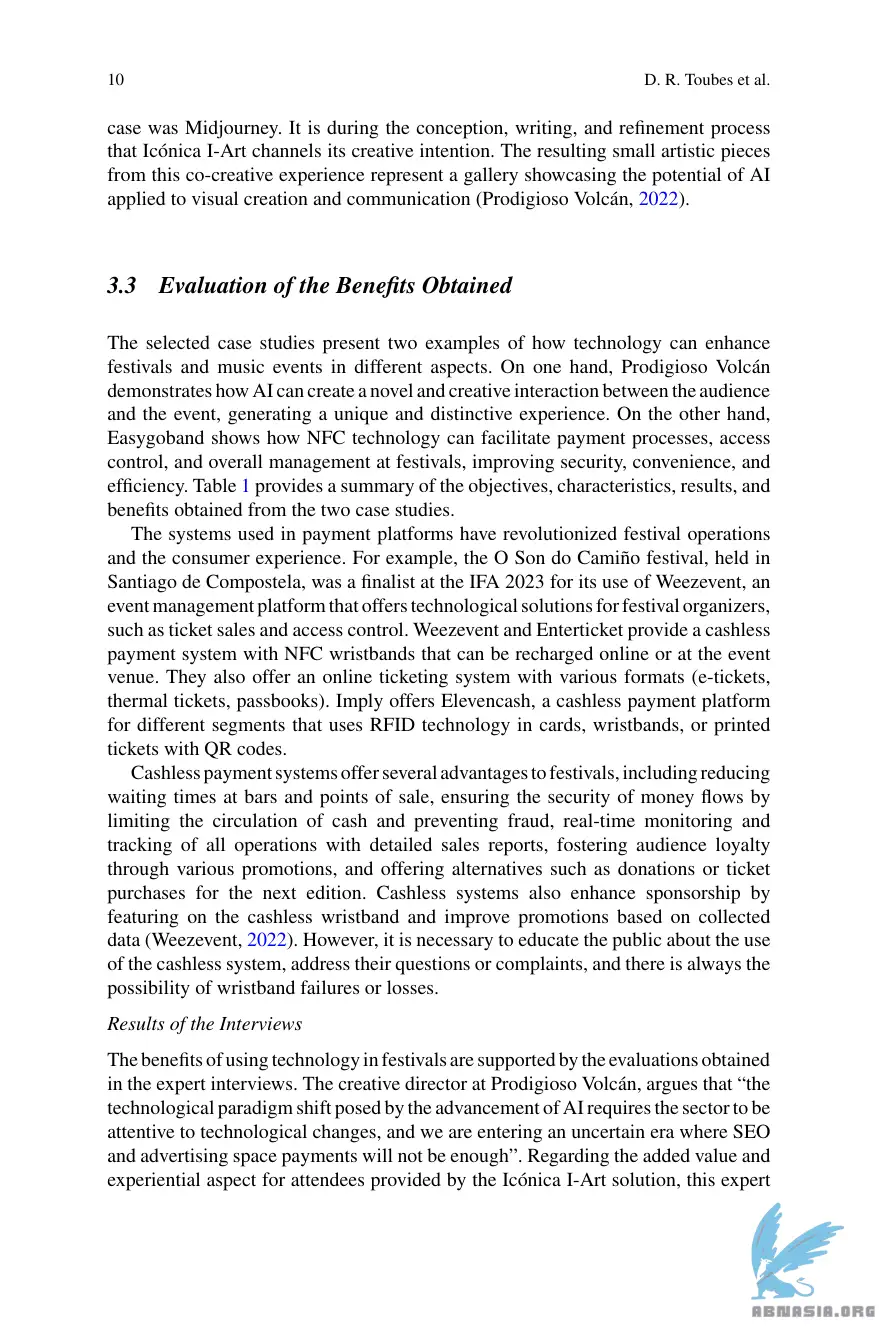 10
D. R. Toubes et al.
case was Midjourney. It is during the conception, writing, and refinement process
that Icónica I-Art channels its creative intention. The resulting small artistic pieces
from this co-creative experience represent a gallery showcasing the potential of AI
applied to visual creation and communication (Prodigioso Volcán, 2022).
3.3 Evaluation of the Benefits Obtained
The selected case studies present two examples of how technology can enhance
festivals and music events in different aspects. On one hand, Prodigioso Volcán
demonstrates how AI can create a novel and creative interaction between the audience
and the event, generating a unique and distinctive experience. On the other hand,
Easygoband shows how NFC technology can facilitate payment processes, access
control, and overall management at festivals, improving security, convenience, and
efficiency. Table 1 provides a summary of the objectives, characteristics, results, and
benefits obtained from the two case studies.
The systems used in payment platforms have revolutionized festival operations
and the consumer experience. For example, the O Son do Camiño festival, held in
Santiago de Compostela, was a finalist at the IFA 2023 for its use of Weezevent, an
event management platform that offers technological solutions for festival organizers,
such as ticket sales and access control. Weezevent and Enterticket provide a cashless
payment system with NFC wristbands that can be recharged online or at the event
venue. They also offer an online ticketing system with various formats (e-tickets,
thermal tickets, passbooks). Imply offers Elevencash, a cashless payment platform
for different segments that uses RFID technology in cards, wristbands, or printed
tickets with QR codes.
Cashless payment systems offer several advantages to festivals, including reducing
waiting times at bars and points of sale, ensuring the security of money flows by
limiting the circulation of cash and preventing fraud, real-time monitoring and
tracking of all operations with detailed sales reports, fostering audience loyalty
through various promotions, and offering alternatives such as donations or ticket
purchases for the next edition. Cashless systems also enhance sponsorship by
featuring on the cashless wristband and improve promotions based on collected
data (Weezevent, 2022). However, it is necessary to educate the public about the use
of the cashless system, address their questions or complaints, and there is always the
possibility of wristband failures or losses.
Results of the Interviews
The benefits of using technology in festivals are supported by the evaluations obtained
in the expert interviews. The creative director at Prodigioso Volcán, argues that “the
technological paradigm shift posed by the advancement of AI requires the sector to be
attentive to technological changes, and we are entering an uncertain era where SEO
and advertising space payments will not be enough”. Regarding the added value and
experiential aspect for attendees provided by the Icónica I-Art solution, this expert
ABNASIA.ORG